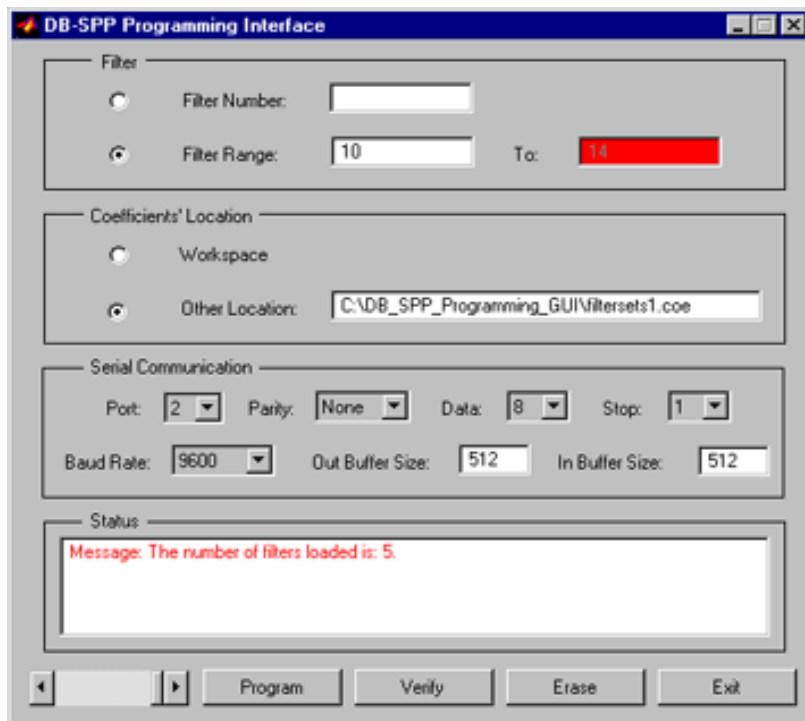 DB-SPP Programming Interface
Filter
Filter Number:
Filter Range: 10 To: 14
Coefficients' Location
Workspace
Other Location: C:\DB_SPP_Programming_GUI\filtersets1.coe
Serial Communication
Port: 2 Parity: None Data: 8 Stop: 1
Baud Rate: 9600 Out Buffer Size: 512 In Buffer Size: 512
Status
Message: The number of filters loaded is: 5.
Program Verify Erase Exit